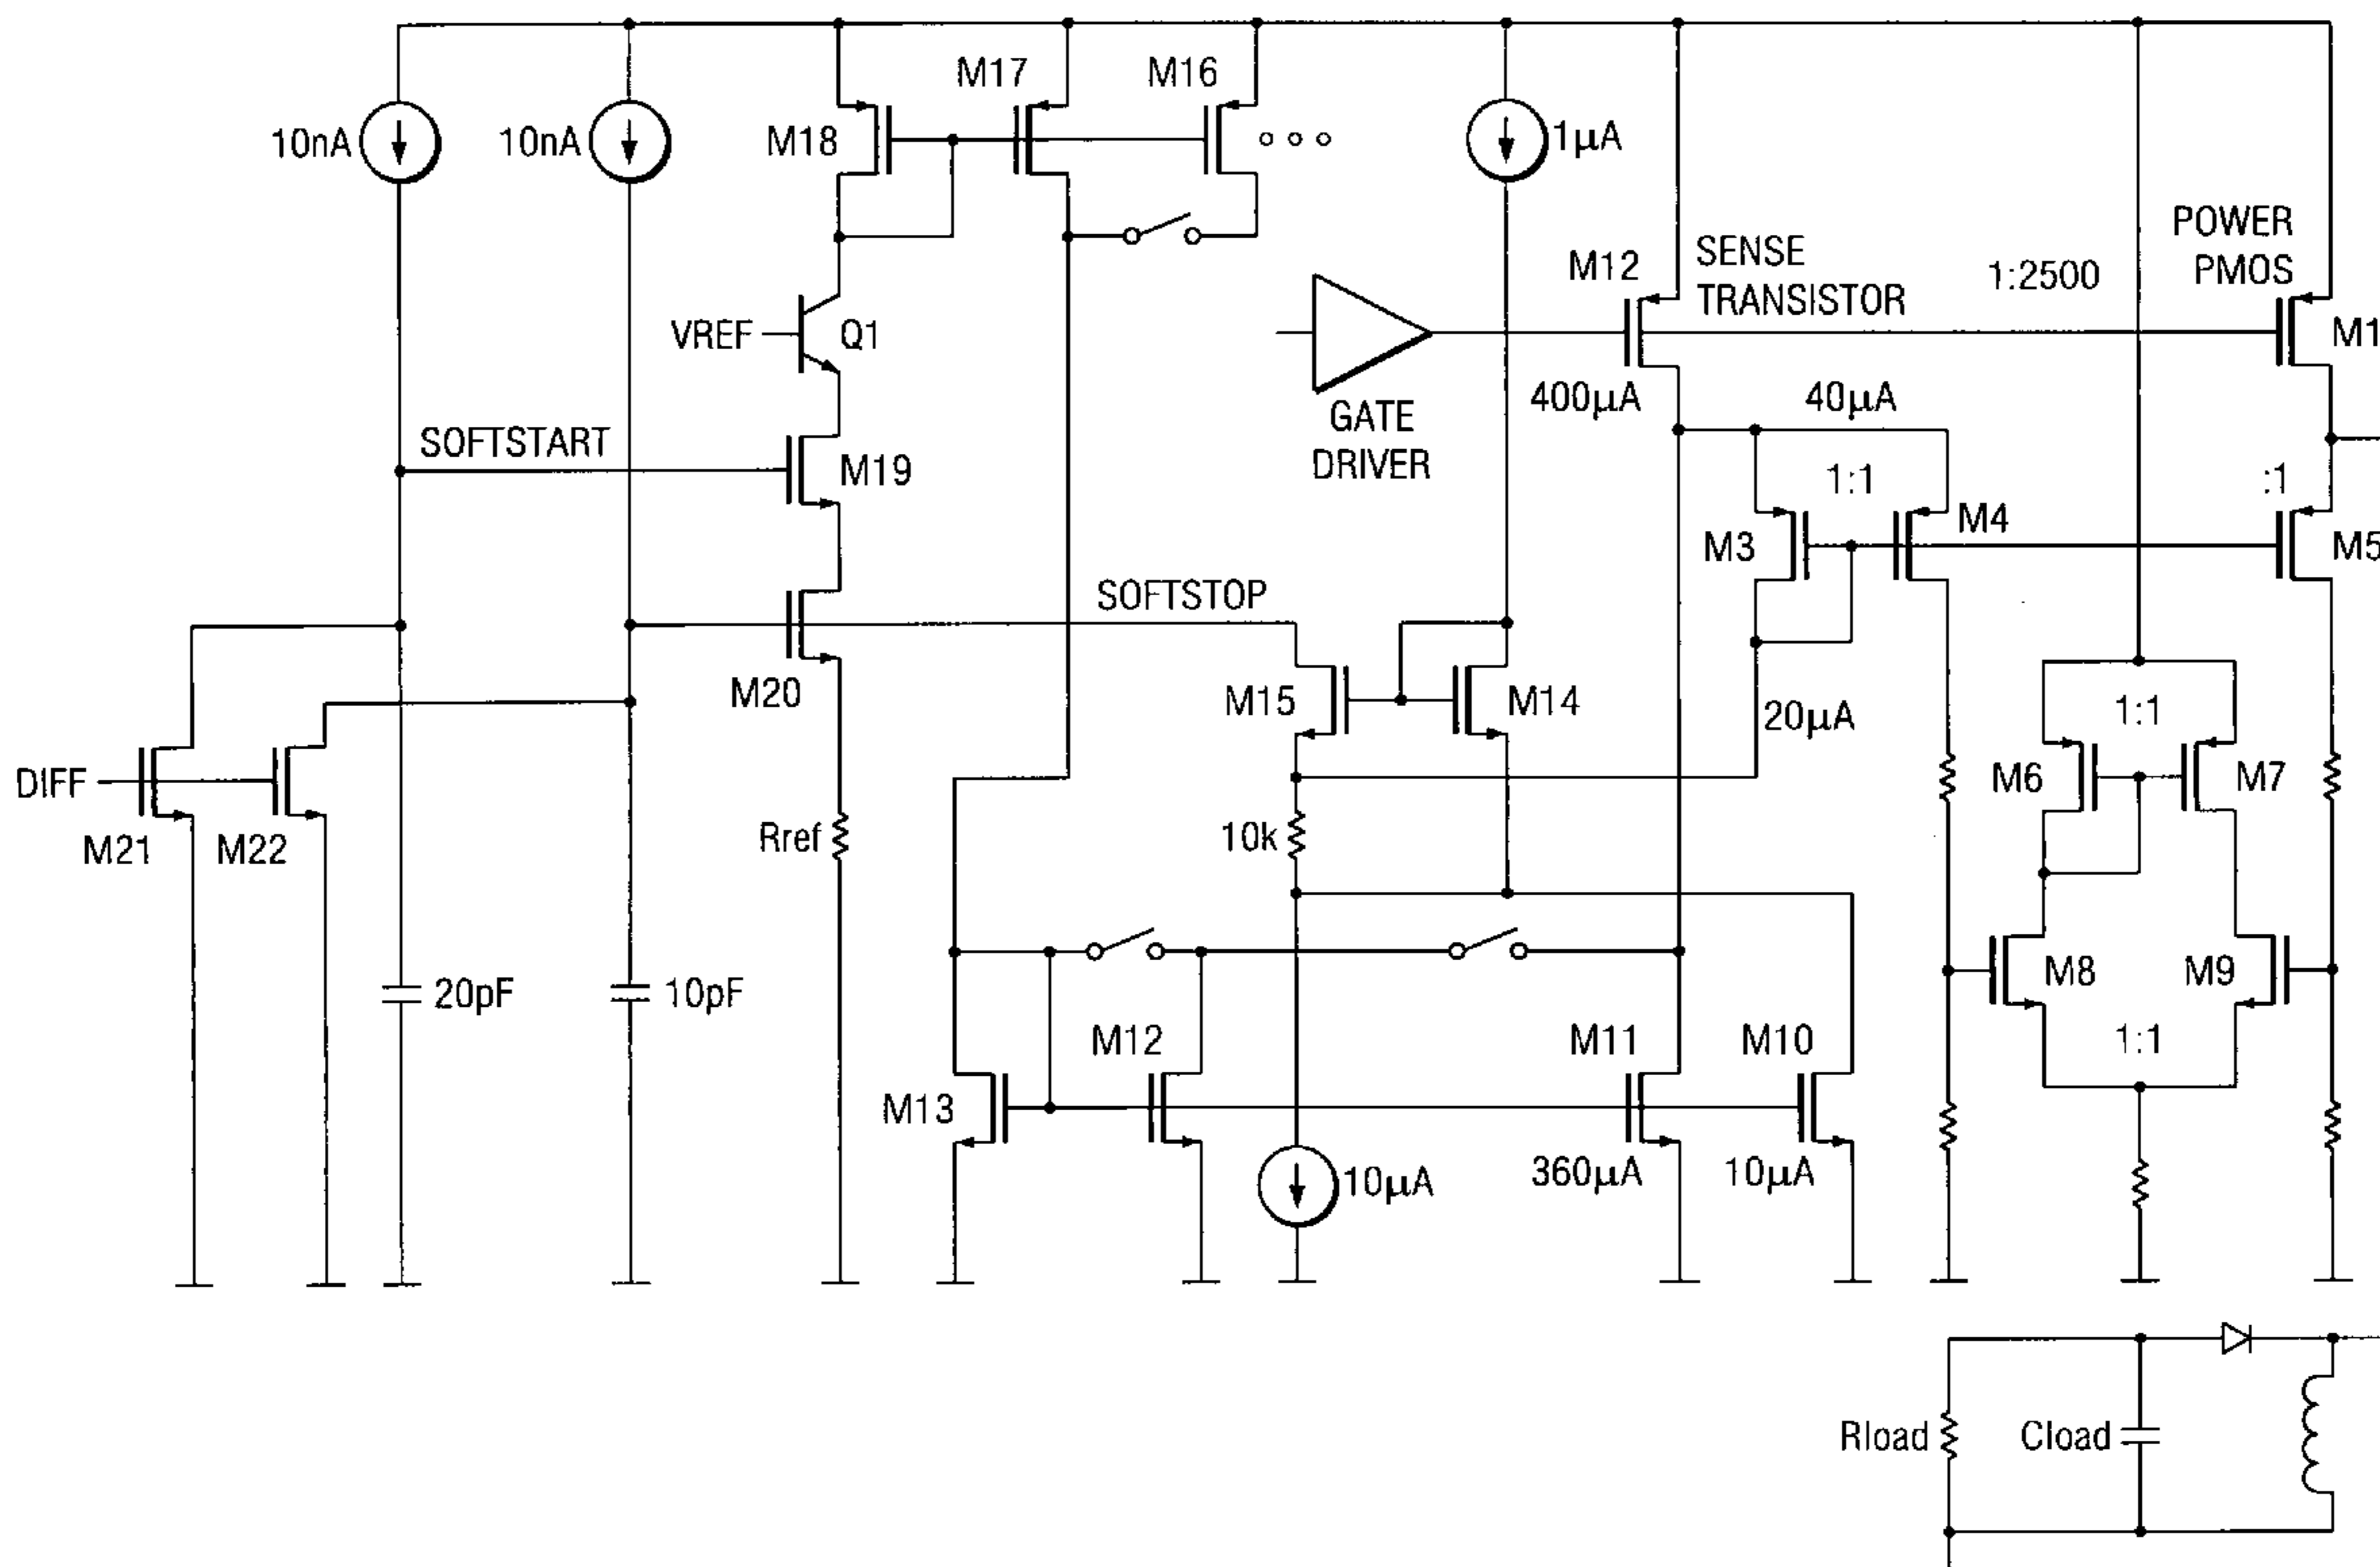 M17
M16
10nA
10nA
M18
1µA
POWER
PMOS
M12
SENSE
TRANSISTOR
1:2500
VREF
Q1
M1
400µA
40µA
GATE
DRIVER
SOFTSTART
M19
1:1
:1
M3
M4
M5
SOFTSTOP
M20
M15
M14
20µA
1:1
DIFF
M6
M7
M21
M22
Rref
10k
20pF
10pF
M8
M9
M12
M11
M10
1:1
M13
10µA
360µA
10µA
Rload
Cload